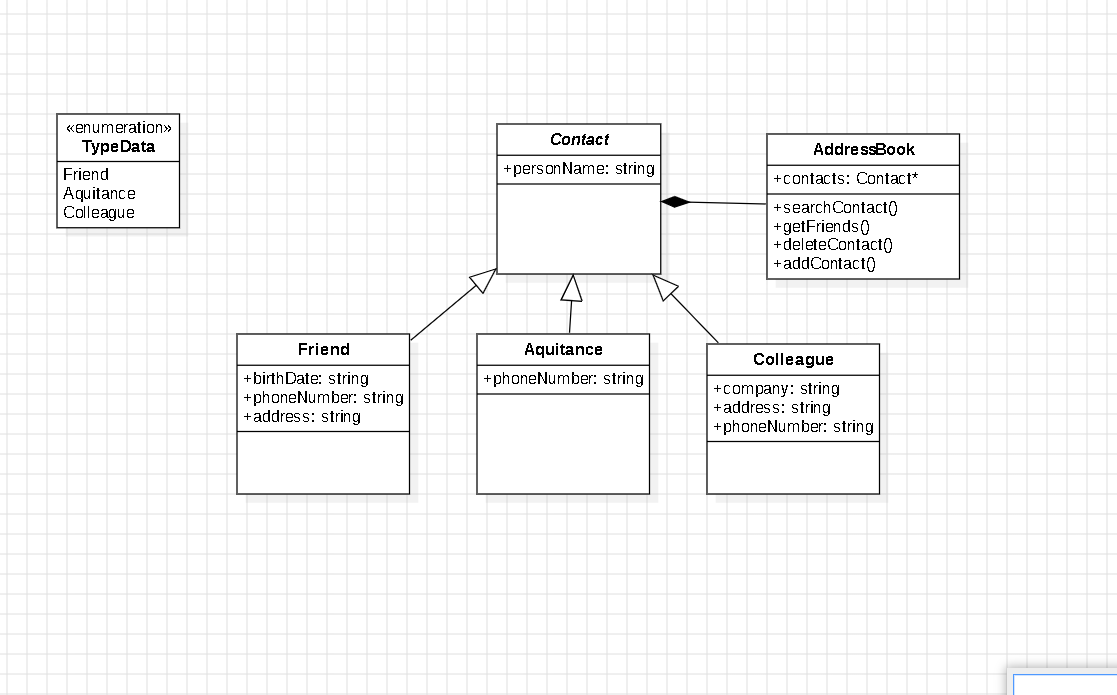 «enumeration»
TypeData
Friend
Aquitance
Colleague
Contact
+personName: string
AddressBook
+contacts: Contact*
+searchContact()
+getFriends()
+deleteContact()
+addContact()
Friend
+birthDate: string
+phoneNumber: string
+address: string
Aquitance
+phoneNumber: string
Colleague
+company: string
+address: string
+phoneNumber: string